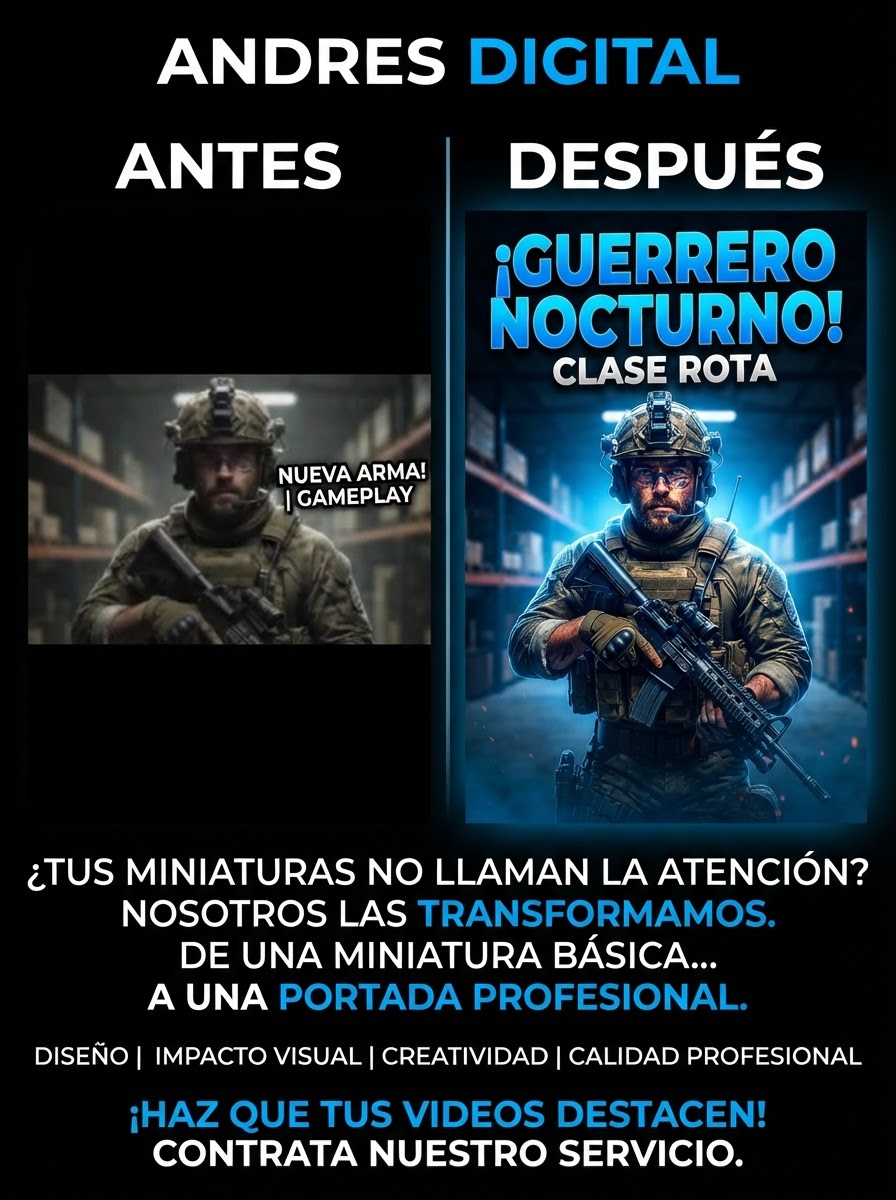 ANDRES DIGITAL
ANTES
DESPUÉS
NUEVA ARMA!
| GAMEPLAY
¡GUERRERO
NOCTURNO!
CLASE ROTA
¿TUS MINIATURAS NO LLAMAN LA ATENCIÓN?
NOSOTROS LAS TRANSFORMAMOS.
DE UNA MINIATURA BÁSICA...
A UNA PORTADA PROFESIONAL.
DISEÑO | IMPACTO VISUAL | CREATIVIDAD | CALIDAD PROFESIONAL
¡HAZ QUE TUS VIDEOS DESTACEN!
CONTRATA NUESTRO SERVICIO.